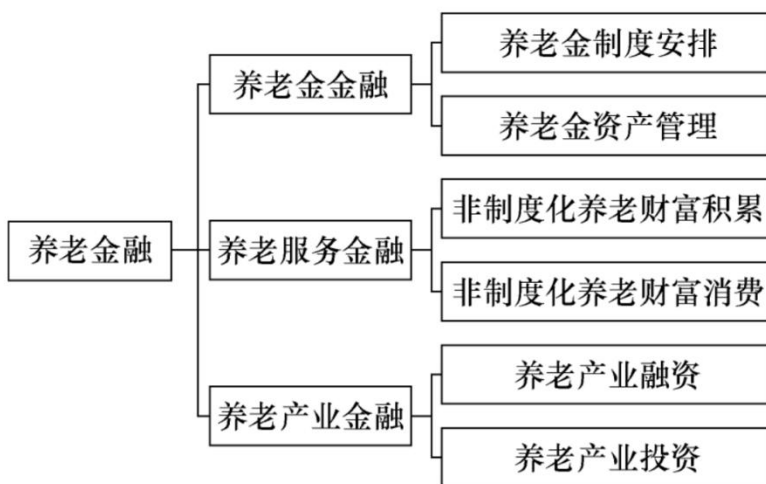 养老金融
养老金金融
养老金制度安排
养老金资产管理
养老服务金融
非制度化养老财富积累
非制度化养老财富消费
养老产业金融
养老产业融资
养老产业投资